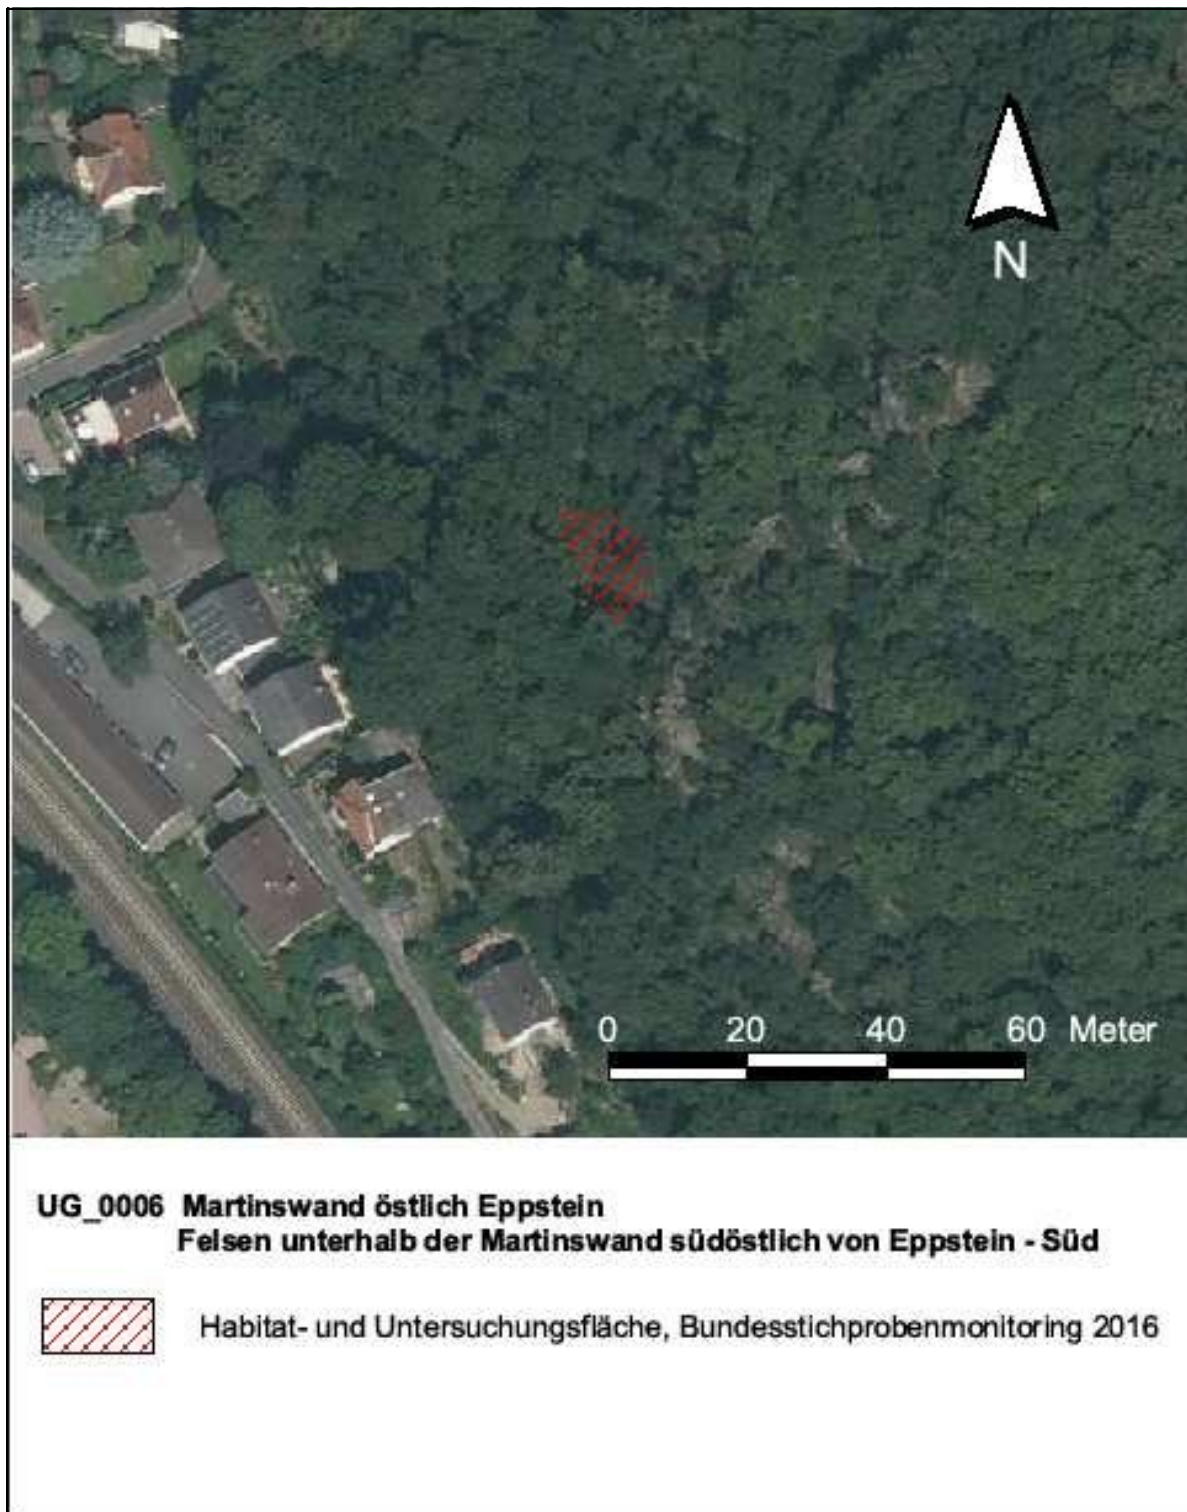 N
0 20 40 60 Meter
UG_0006 Martinswand östlich Eppstein
Felsen unterhalb der Martinswand südöstlich von Eppstein - Süd
Habitat- und Untersuchungsfläche, Bundesstichprobenmonitoring 2016